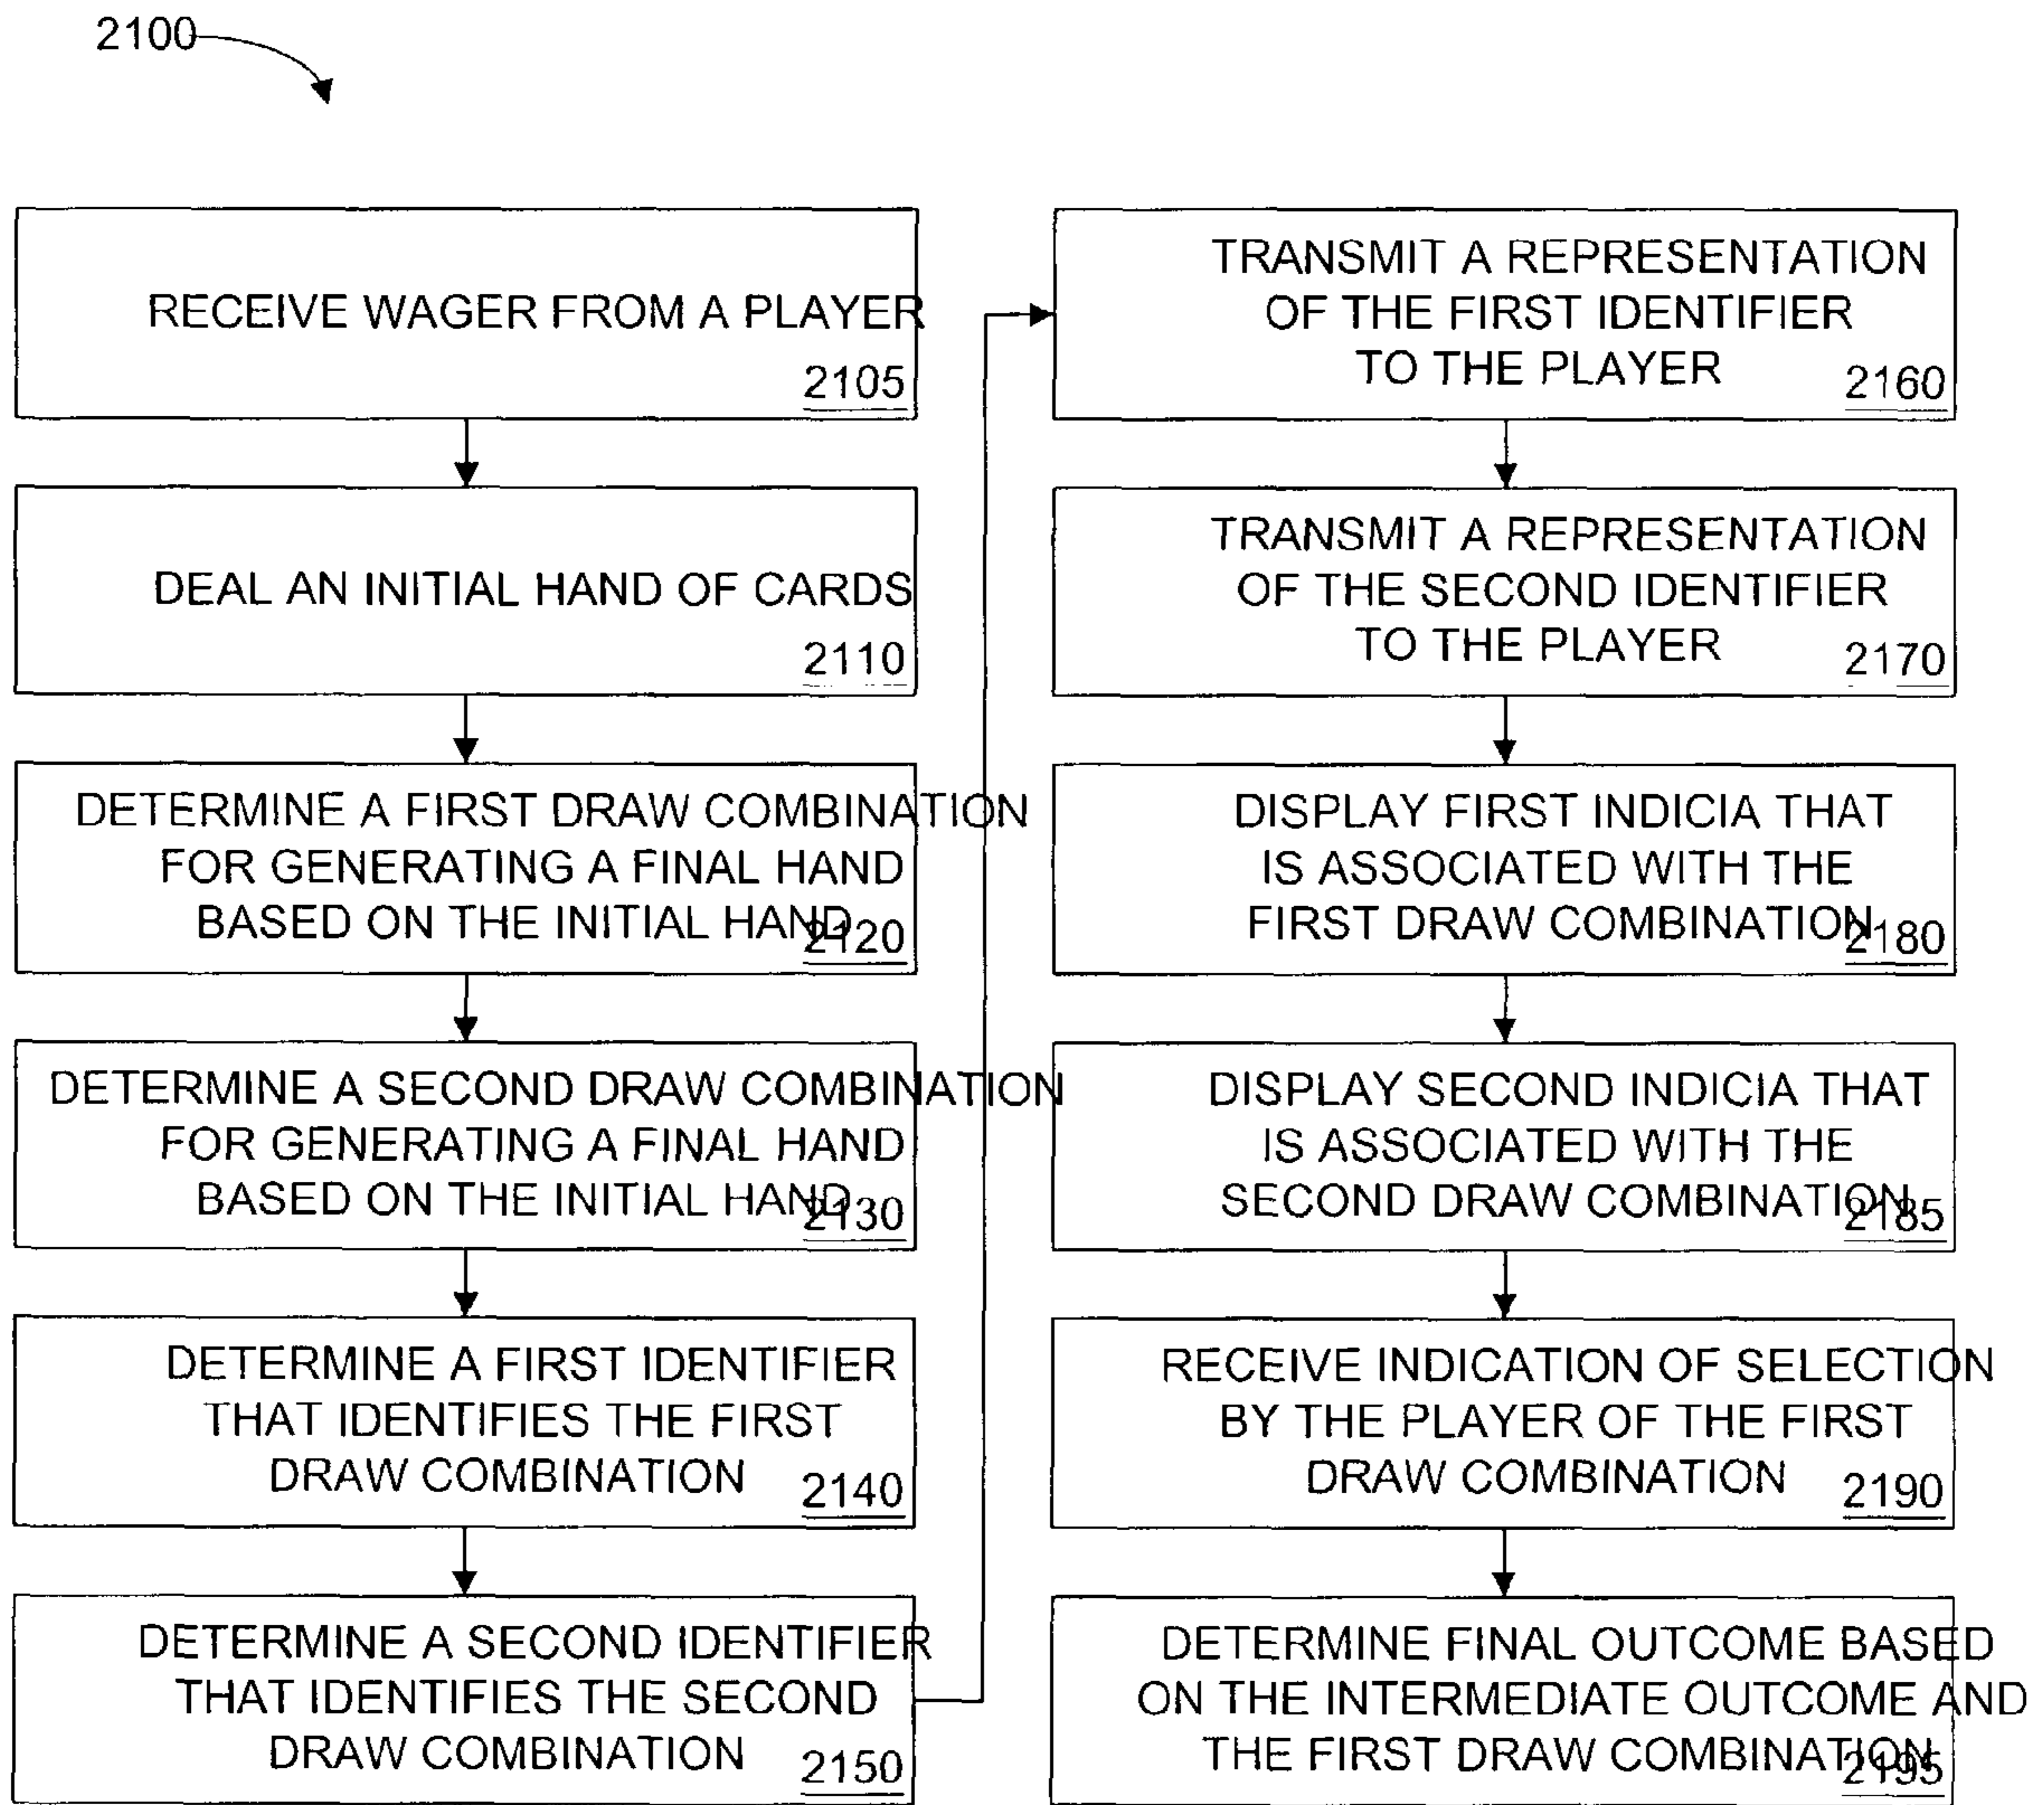 2100
RECEIVE WAGER FROM A PLAYER
2105
DEAL AN INITIAL HAND OF CARDS
2110
DETERMINE A FIRST DRAW COMBINATION
FOR GENERATING A FINAL HAND
BASED ON THE INITIAL HAND
2120
DETERMINE A SECOND DRAW COMBINATION
FOR GENERATING A FINAL HAND
BASED ON THE INITIAL HAND
2130
DETERMINE A FIRST IDENTIFIER
THAT IDENTIFIES THE FIRST
DRAW COMBINATION
2140
DETERMINE A SECOND IDENTIFIER
THAT IDENTIFIES THE SECOND
DRAW COMBINATION
2150
TRANSMIT A REPRESENTATION
OF THE FIRST IDENTIFIER
TO THE PLAYER
2160
TRANSMIT A REPRESENTATION
OF THE SECOND IDENTIFIER
TO THE PLAYER
2170
DISPLAY FIRST INDICIA THAT
IS ASSOCIATED WITH THE
FIRST DRAW COMBINATION
2180
DISPLAY SECOND INDICIA THAT
IS ASSOCIATED WITH THE
SECOND DRAW COMBINATION
2185
RECEIVE INDICATION OF SELECTION
BY THE PLAYER OF THE FIRST
DRAW COMBINATION
2190
DETERMINE FINAL OUTCOME BASED
ON THE INTERMEDIATE OUTCOME AND
THE FIRST DRAW COMBINATION
2195